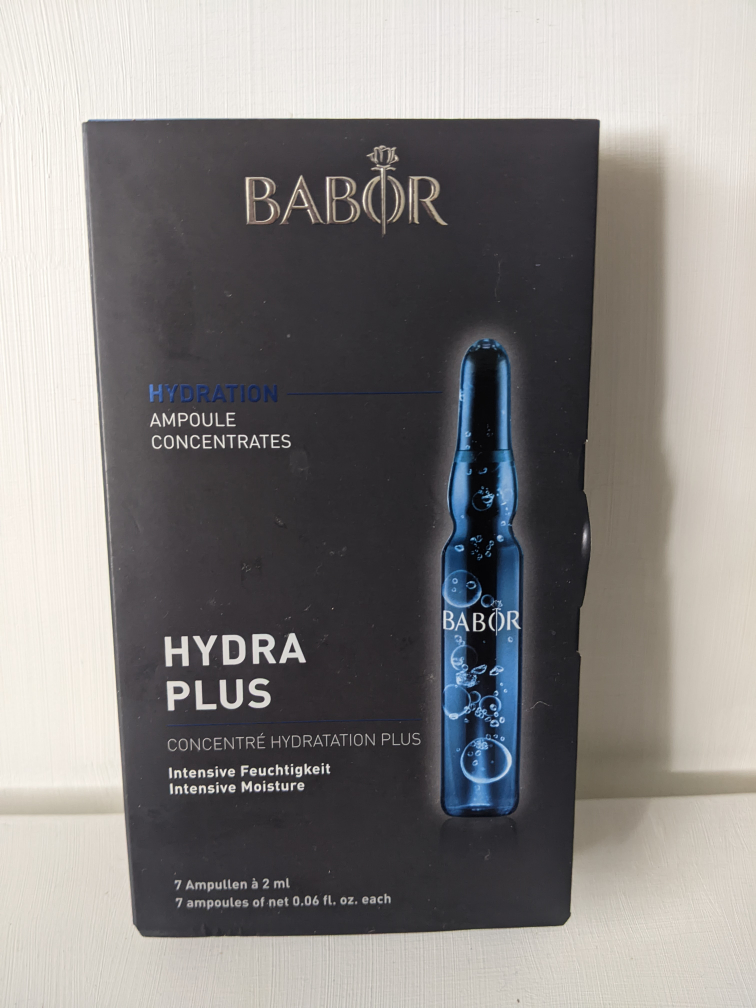 BABOR
HYDRATION
AMPOULE
CONCENTRATES
BABOR
HYDRA
PLUS
CONCENTRÉ HYDRATATION PLUS
Intensive Feuchtigkeit
Intensive Moisture
7 Ampullen à 2 ml
7 ampoules of net 0.06 fl. oz. each